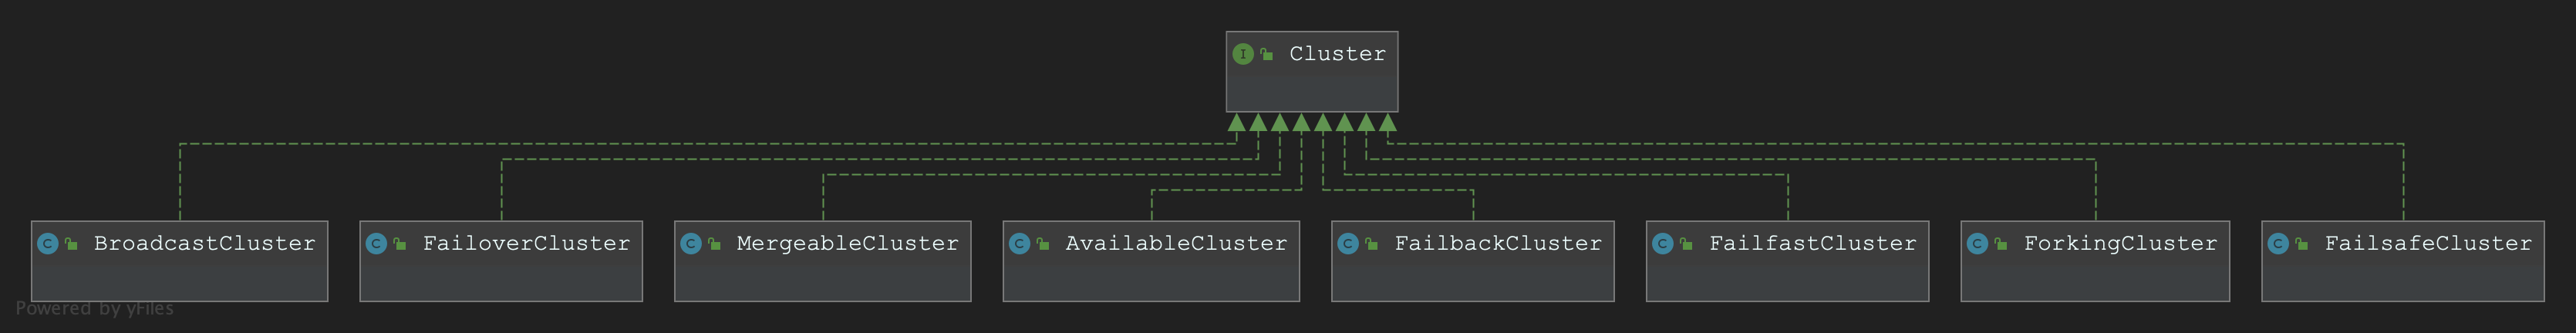 I Cluster
C BroadcastCluster
C FailoverCluster
C MergeableCluster
C AvailableCluster
C FailbackCluster
C FailfastCluster
C ForkingCluster
C FailsafeCluster
Powered by yFiles